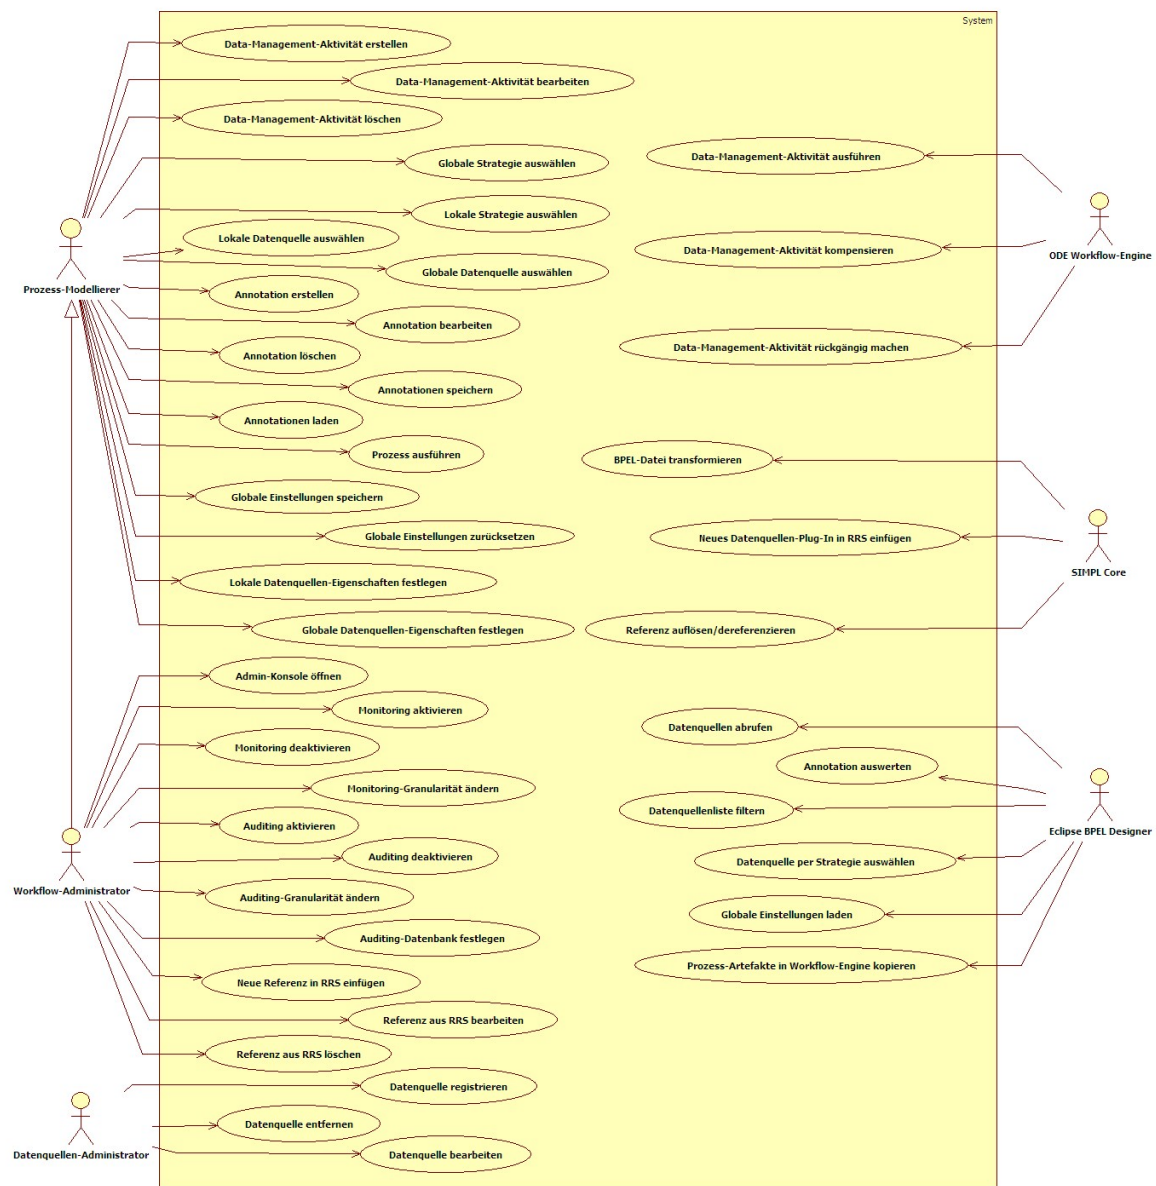 System
Data-Management-Aktivität erstellen
Data-Management-Aktivität bearbeiten
Data-Management-Aktivität löschen
Globale Strategie auswählen
Lokale Strategie auswählen
Lokale Datenquelle auswählen
Globale Datenquelle auswählen
Prozess-Modellierer
Annotation erstellen
Annotation bearbeiten
Annotation löschen
Annotationen speichern
Annotationen laden
Prozess ausführen
Globale Einstellungen speichern
Globale Einstellungen zurücksetzen
Lokale Datenquellen-Eigenschaften festlegen
Globale Datenquellen-Eigenschaften festlegen
Admin-Konsole öffnen
Monitoring aktivieren
Monitoring deaktivieren
Monitoring-Granularität ändern
Auditing aktivieren
Auditing deaktivieren
Workflow-Administrator
Auditing-Granularität ändern
Auditing-Datenbank festlegen
Neue Referenz in RRS einfügen
Referenz aus RRS bearbeiten
Referenz aus RRS löschen
Datenquelle registrieren
Datenquelle entfernen
Datenquellen-Administrator
Datenquelle bearbeiten
Data-Management-Aktivität ausführen
Data-Management-Aktivität kompensieren
ODE Workflow-Engine
Data-Management-Aktivität rückgängig machen
BPEL-Datei transformieren
Neues Datenquellen-Plug-In in RRS einfügen
SIMPL Core
Referenz auflösen/dereferenzieren
Datenquellen abrufen
Annotation auswerten
Datenquellenliste filtern
Eclipse BPEL Designer
Datenquelle per Strategie auswählen
Globale Einstellungen laden
Prozess-Artefakte in Workflow-Engine kopieren